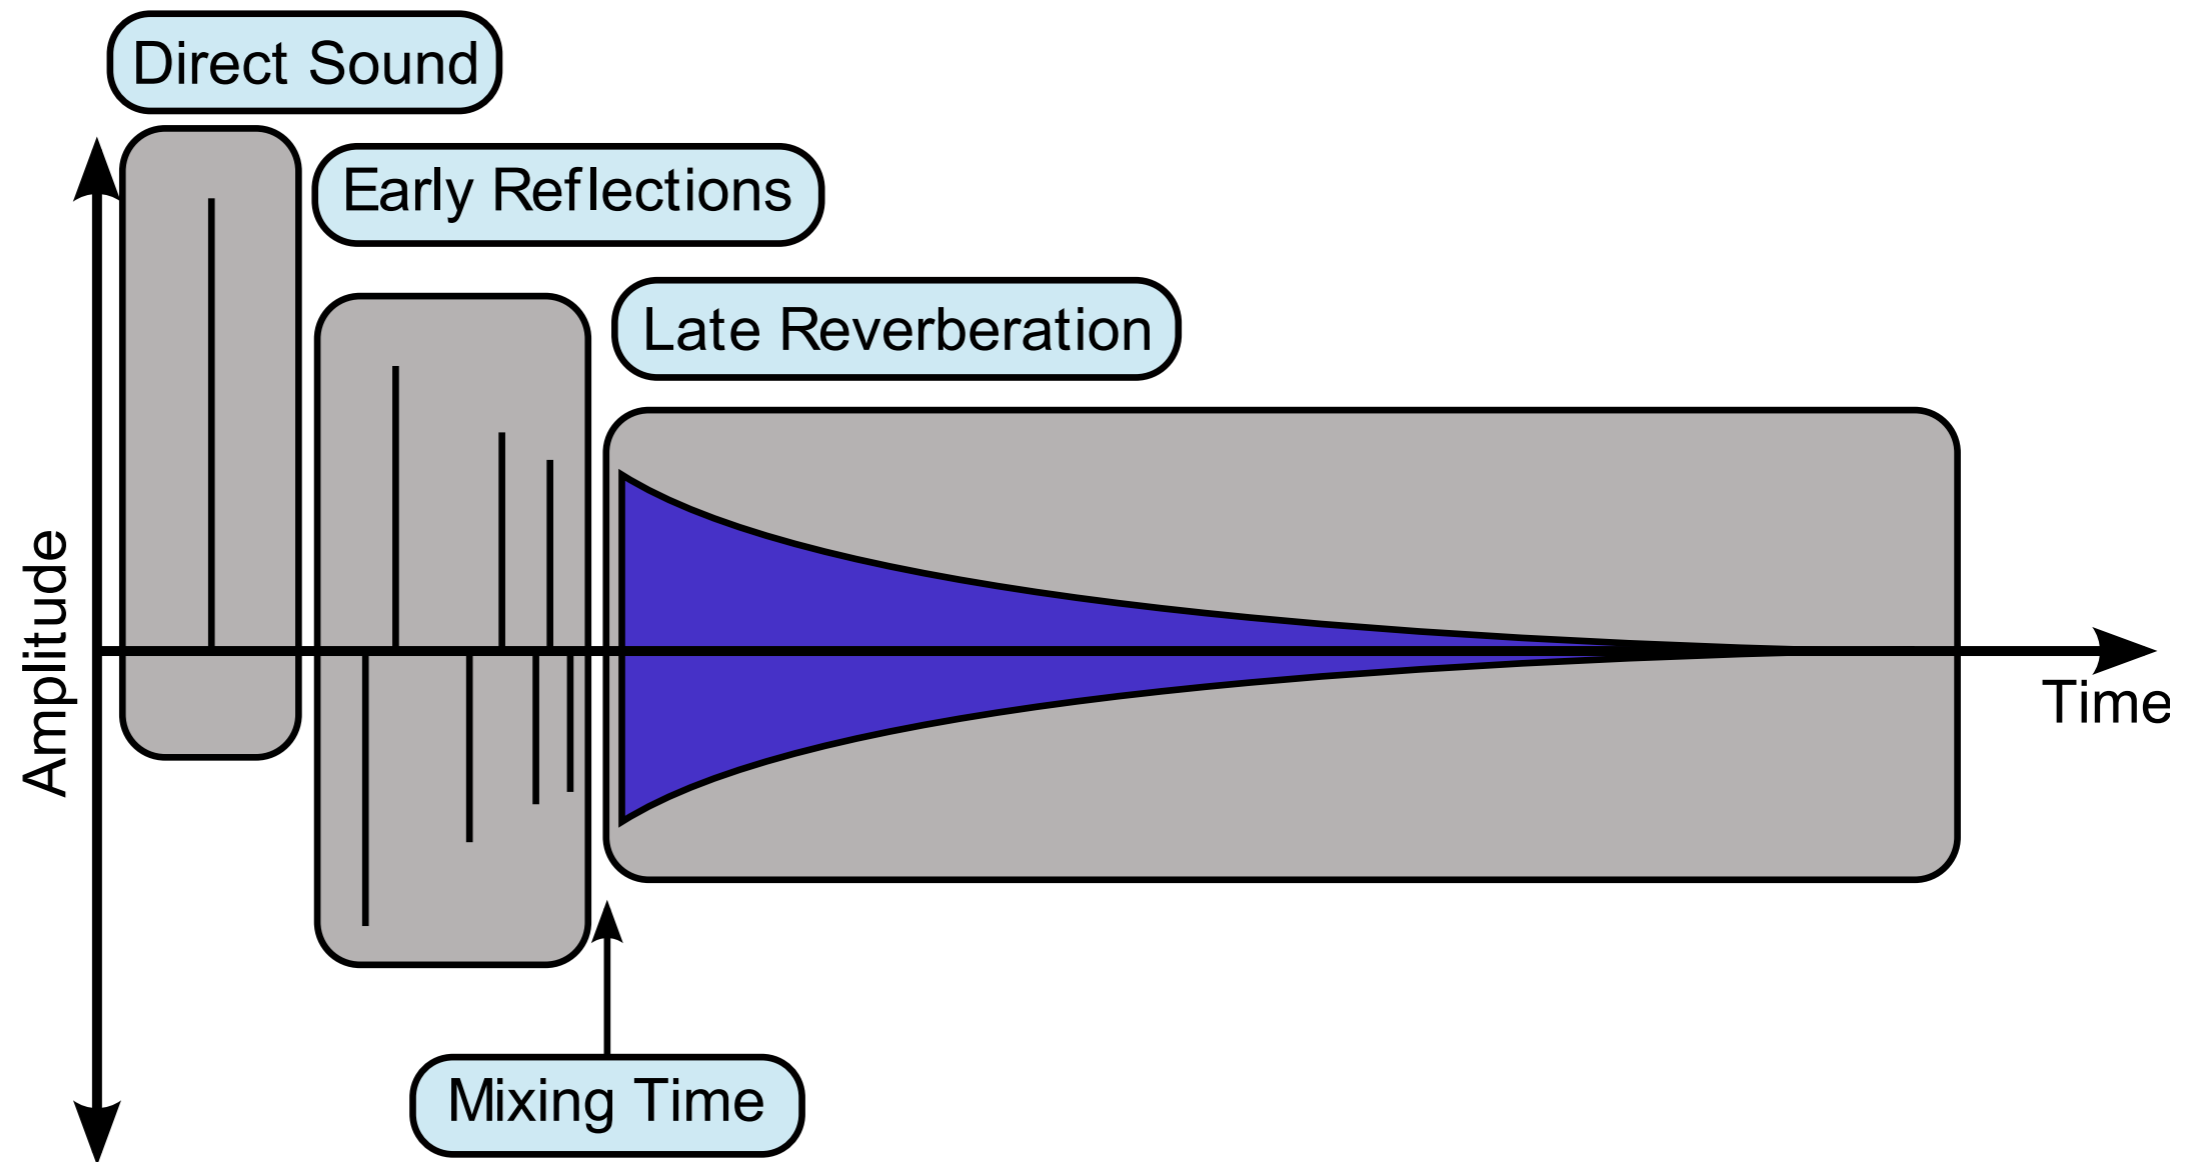 Direct Sound
Early Reflections
Late Reverberation
Amplitude
Time
Mixing Time